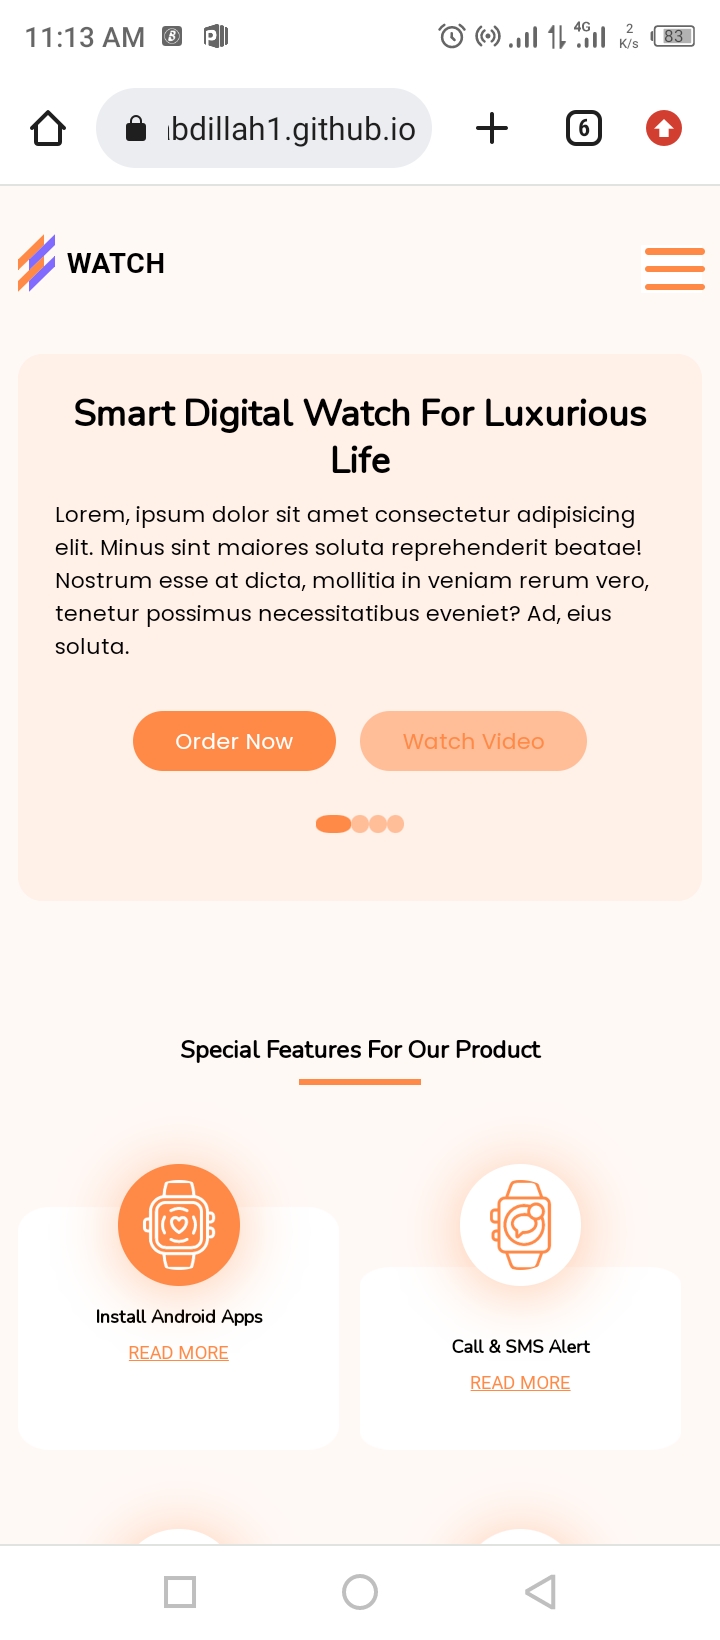 11:13 AM
4G
2
K/s
83
bdillah1.github.io
6
WATCH
Smart Digital Watch For Luxurious
Life
Lorem, ipsum dolor sit amet consectetur adipisicing
elit. Minus sint maiores soluta reprehenderit beatae!
Nostrum esse at dicta, mollitia in veniam rerum vero,
tenetur possimus necessitatibus eveniet? Ad, eius
soluta.
Order Now
Watch Video
Special Features For Our Product
Install Android Apps
READ MORE
Call & SMS Alert
READ MORE